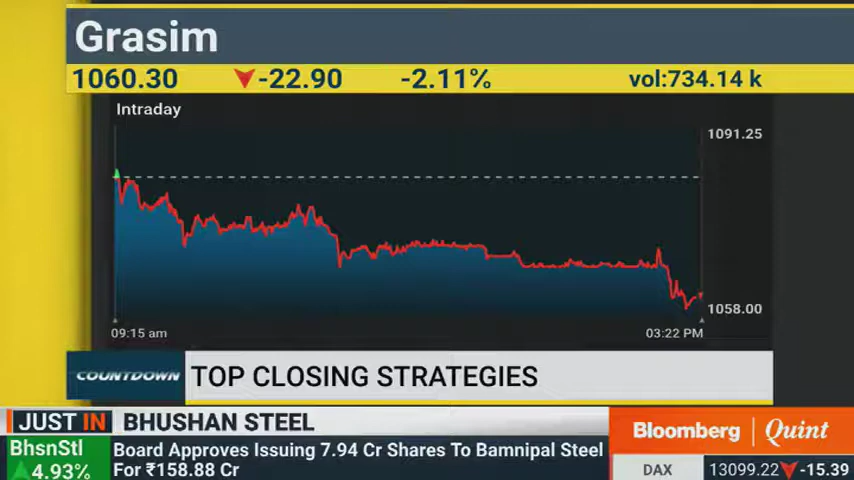 Grasim
1060.30 -22.90 -2.11% vol:734.14 k
Intraday
1091.25
1058.00
09:15 am 03:22 PM
COUNTDOWN TOP CLOSING STRATEGIES
JUST IN BHUSHAN STEEL
BhsnStl
4.93%
Board Approves Issuing 7.94 Cr Shares To Bamnipal Steel
For ₹158.88 Cr
Bloomberg | Quint
DAX 13099.22 -15.39